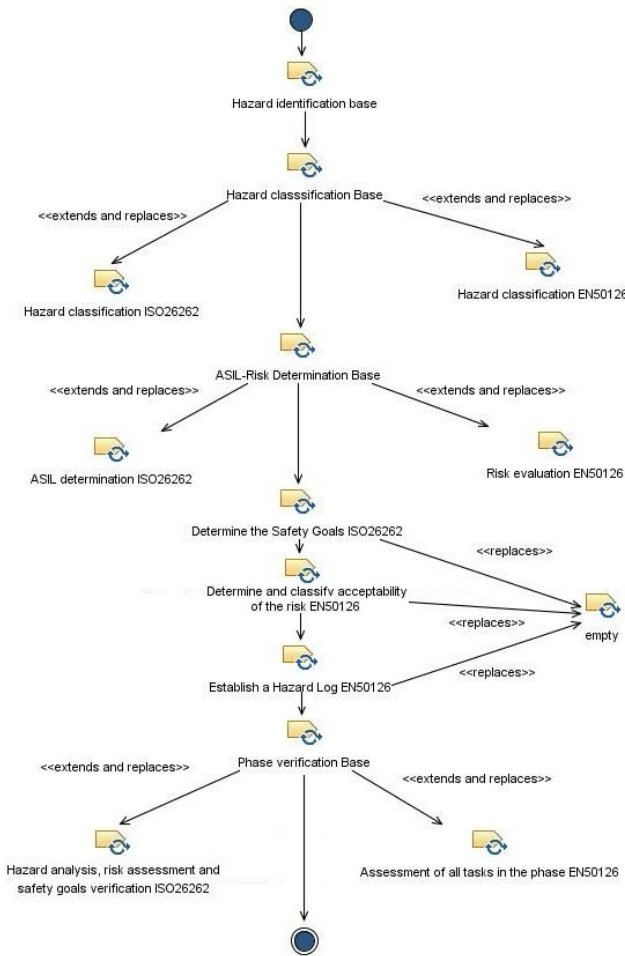 Hazard identification base
Hazard classsification Base
<<extends and replaces>>
<<extends and replaces>>
Hazard classification ISO26262
Hazard classification EN50126
ASIL-Risk Determination Base
<<extends and replaces>>
<<extends and replaces>>
ASIL determination ISO26262
Risk evaluation EN50126
Determine the Safety Goals ISO26262
<<replaces>>
Determine and classify acceptability
of the risk EN50126
<<replaces>>
empty
<<replaces>>
Establish a Hazard Log EN50126
Phase verification Base
<<extends and replaces>>
<<extends and replaces>>
Hazard analysis, risk assessment and
safety goals verification ISO26262
Assessment of all tasks in the phase EN50126